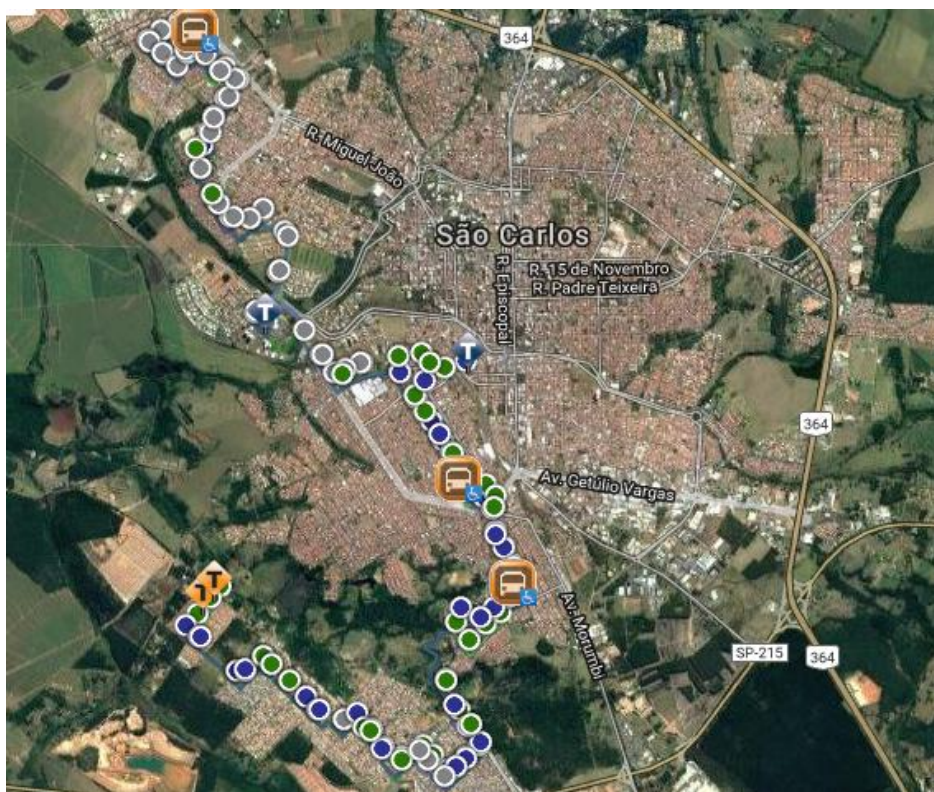 364
R. Miguel João
São Carlos
R. Episcopal
R. 15 de Novembro
R. Padre Teixeira
T
T
364
Av. Getúlio Vargas
T
Av. Morumbi
SP-215
364